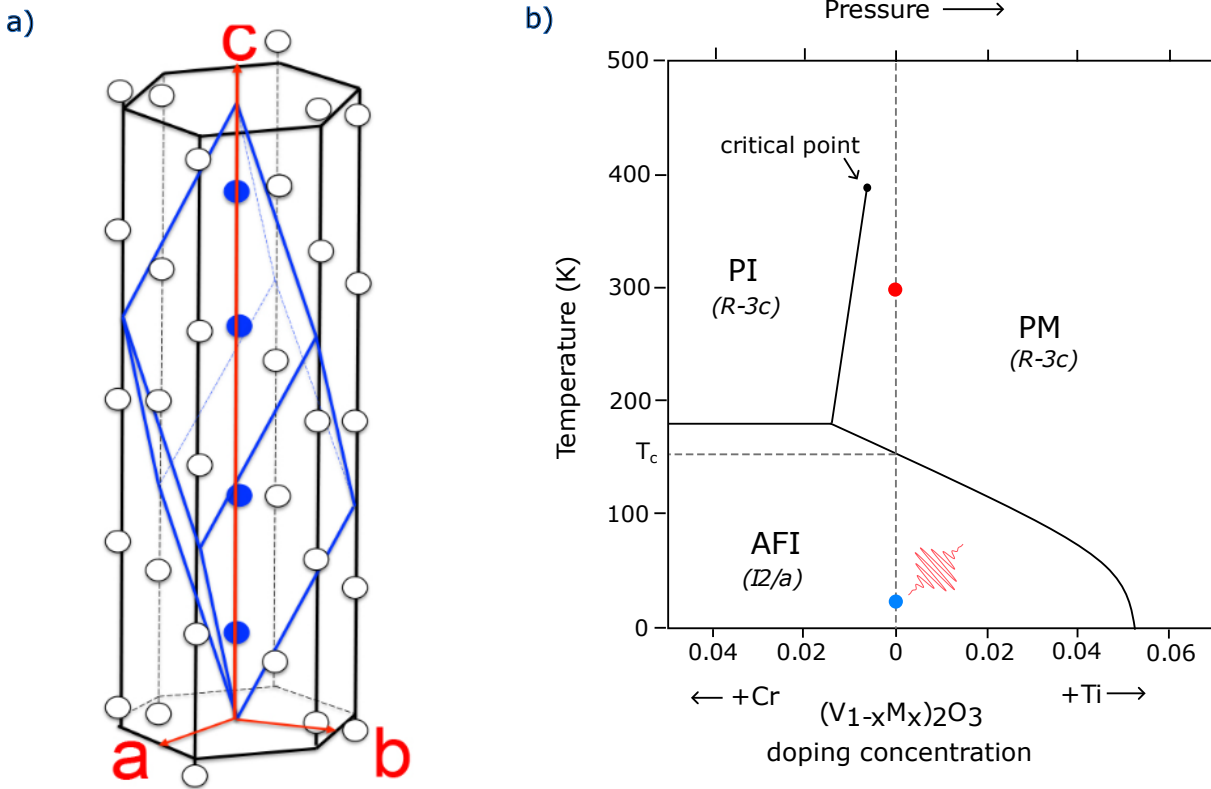 a)
c
a
b
b)
Pressure →
500
400
300
200
Tc
100
0
Temperature (K)
critical point
PI
(R-3c)
PM
(R-3c)
AFI
(I2/a)
0.04
0.02
0
0.02
0.04
0.06
← +Cr
+Ti →
(V1-xMx)2O3
doping concentration